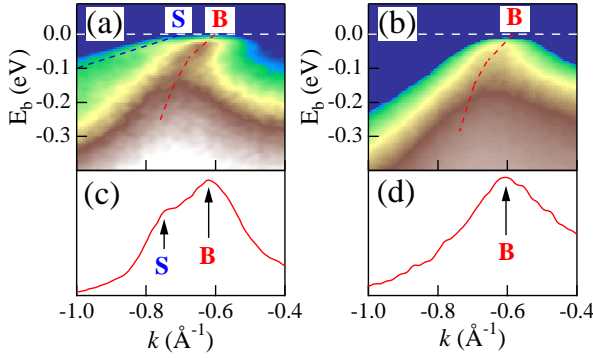 S B B
(a) (b)
0.0 0.0
-0.1 -0.1
-0.2 -0.2
-0.3 -0.3
E_b (eV) E_b (eV)
(c) (d)
S B B
-1.0 -0.8 -0.6 -0.4 -1.0 -0.8 -0.6 -0.4
k (Å⁻¹) k (Å⁻¹)